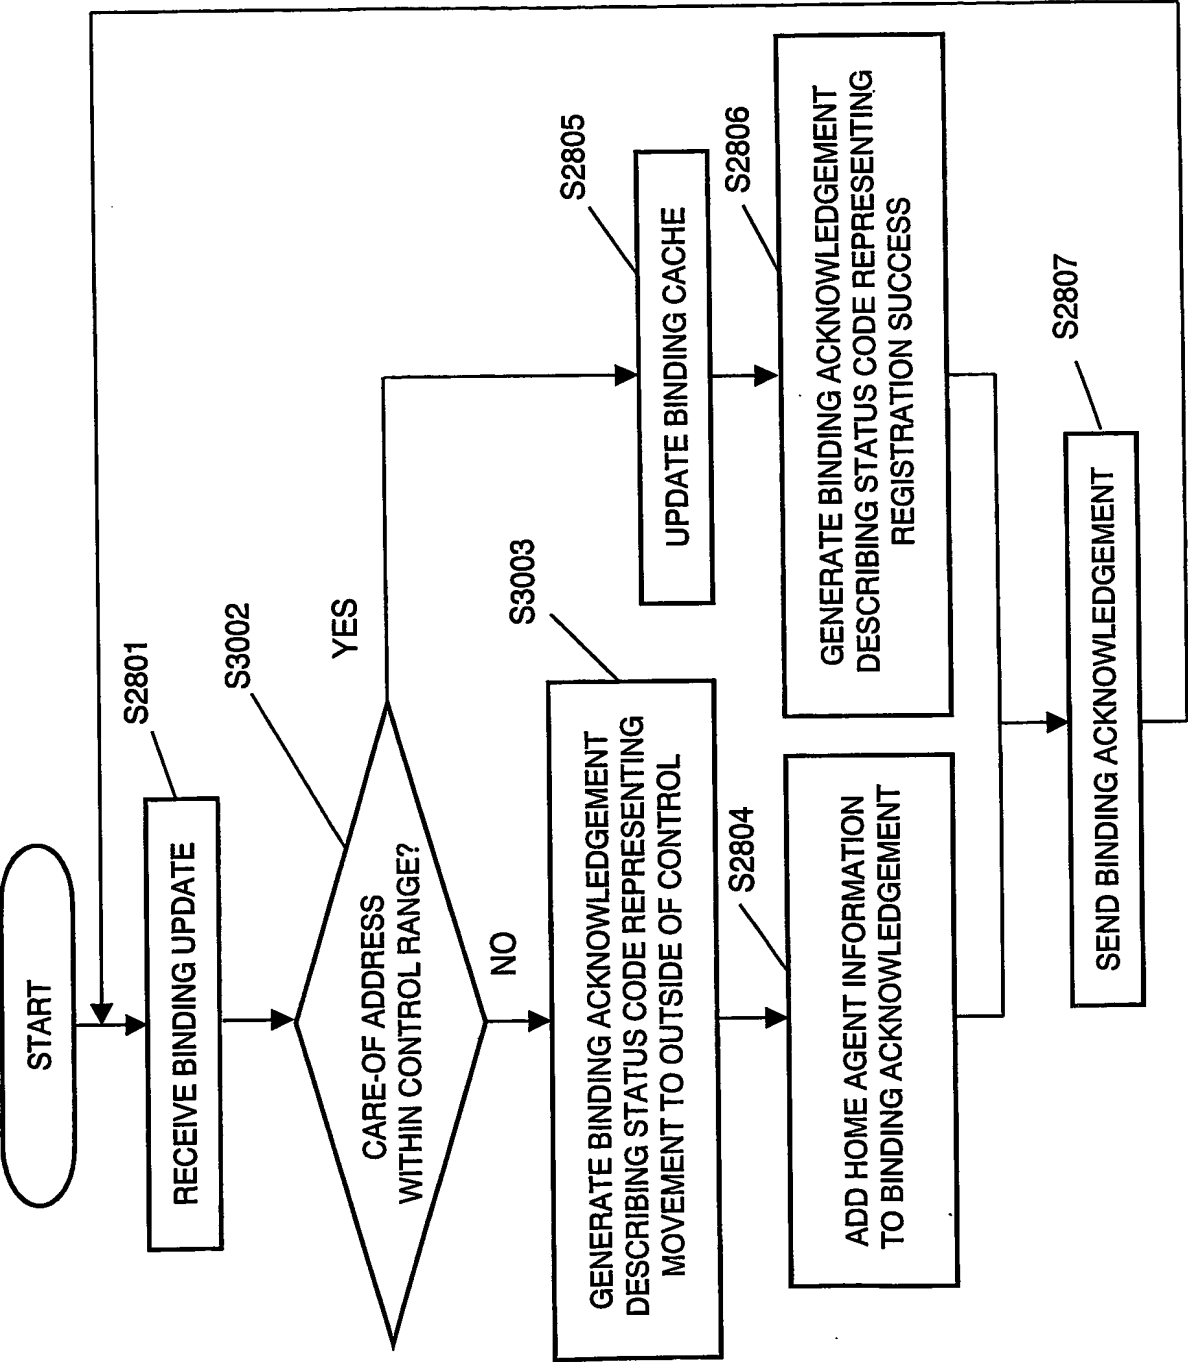 START
S2801
RECEIVE BINDING UPDATE
S3002
CARE-OF ADDRESS
WITHIN CONTROL RANGE?
YES
NO
S3003
GENERATE BINDING ACKNOWLEDGEMENT
DESCRIBING STATUS CODE REPRESENTING
MOVEMENT TO OUTSIDE OF CONTROL
S2804
ADD HOME AGENT INFORMATION
TO BINDING ACKNOWLEDGEMENT
S2805
UPDATE BINDING CACHE
S2806
GENERATE BINDING ACKNOWLEDGEMENT
DESCRIBING STATUS CODE REPRESENTING
REGISTRATION SUCCESS
S2807
SEND BINDING ACKNOWLEDGEMENT